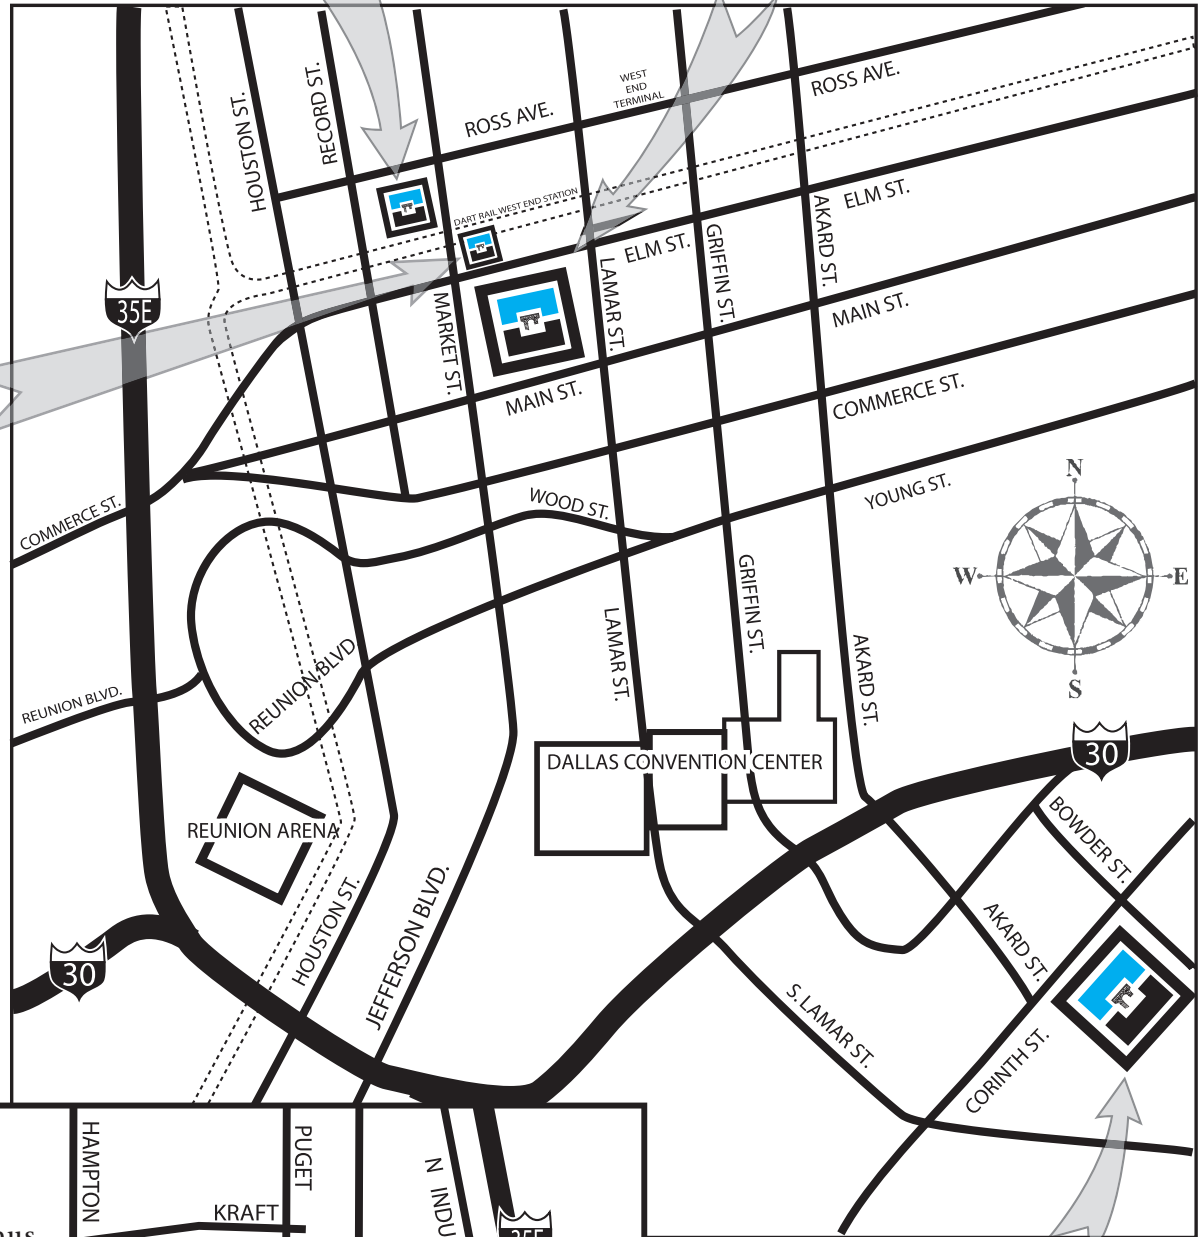 WEST
END
TERMINAL
ROSS AVE.
ROSS AVE.
HOUSTON ST.
RECORD ST.
DART RAIL WEST END STATION
ELM ST.
ELM ST.
AKARD ST.
GRIFFIN ST.
LAMAR ST.
MARKET ST.
35E
MAIN ST.
MAIN ST.
COMMERCE ST.
COMMERCE ST.
WOOD ST.
YOUNG ST.
N
W
E
S
GRIFFIN ST.
LAMAR ST.
AKARD ST.
REUNION BLVD.
REUNION BLVD
30
DALLAS CONVENTION CENTER
REUNION ARENA
BOWDER ST.
HOUSTON ST.
JEFFERSON BLVD.
AKARD ST.
30
S. LAMAR ST.
CORINTH ST.
HAMPTON
PUGET
N INDU
KRAFT
35E